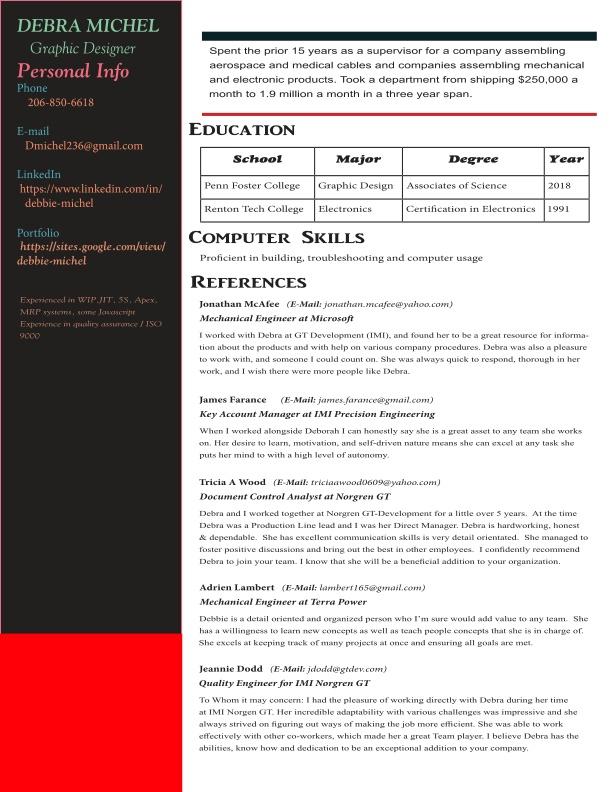 DEBRA MICHEL
Graphic Designer
Personal Info
Phone
206-850-6618
E-mail
Dmichel236@gmail.com
LinkedIn
https://www.linkedin.com/in/
debbie-michel
Portfolio
https://sites.google.com/view/
debbie-michel
Experienced in WIP,JIT, 5S, Apex,
MRP systems, some Javascript
Experience in quality assurance / ISO
9000
Spent the prior 15 years as a supervisor for a company assembling
aerospace and medical cables and companies assembling mechanical
and electronic products. Took a department from shipping $250,000 a
month to 1.9 million a month in a three year span.
EDUCATION
School Major Degree Year
Penn Foster College Graphic Design Associates of Science 2018
Renton Tech College Electronics Certification in Electronics 1991
COMPUTER SKILLS
Proficient in building, troubleshooting and computer usage
REFERENCES
Jonathan McAfee (E-Mail: jonathan.mcafee@yahoo.com)
Mechanical Engineer at Microsoft
I worked with Debra at GT Development (IMI), and found her to be a great resource for informa-
tion about the products and with help on various company procedures. Debra was also a pleasure
to work with, and someone I could count on. She was always quick to respond, thorough in her
work, and I wish there were more people like Debra.
James Farance (E-Mail: james.farance@gmail.com)
Key Account Manager at IMI Precision Engineering
When I worked alongside Deborah I can honestly say she is a great asset to any team she works
on. Her desire to learn, motivation, and self-driven nature means she can excel at any task she
puts her mind to with a high level of autonomy.
Tricia A Wood (E-Mail: triciaawood0609@yahoo.com)
Document Control Analyst at Norgren GT
Debra and I worked together at Norgren GT-Development for a little over 5 years. At the time
Debra was a Production Line lead and I was her Direct Manager. Debra is hardworking, honest
& dependable. She has excellent communication skills is very detail orientated. She managed to
foster positive discussions and bring out the best in other employees. I confidently recommend
Debra to join your team. I know that she will be a beneficial addition to your organization.
Adrien Lambert (E-Mail: lambert165@gmail.com)
Mechanical Engineer at Terra Power
Debbie is a detail oriented and organized person who I'm sure would add value to any team. She
has a willingness to learn new concepts as well as teach people concepts that she is in charge of.
She excels at keeping track of many projects at once and ensuring all goals are met.
Jeannie Dodd (E-Mail: jdodd@gtdev.com)
Quality Engineer for IMI Norgren GT
To Whom it may concern: I had the pleasure of working directly with Debra during her time
at IMI Norgen GT. Her incredible adaptability with various challenges was impressive and she
always strived on figuring out ways of making the job more efficient. She was able to work
effectively with other co-workers, which made her a great Team player. I believe Debra has the
abilities, know how and dedication to be an exceptional addition to your company.